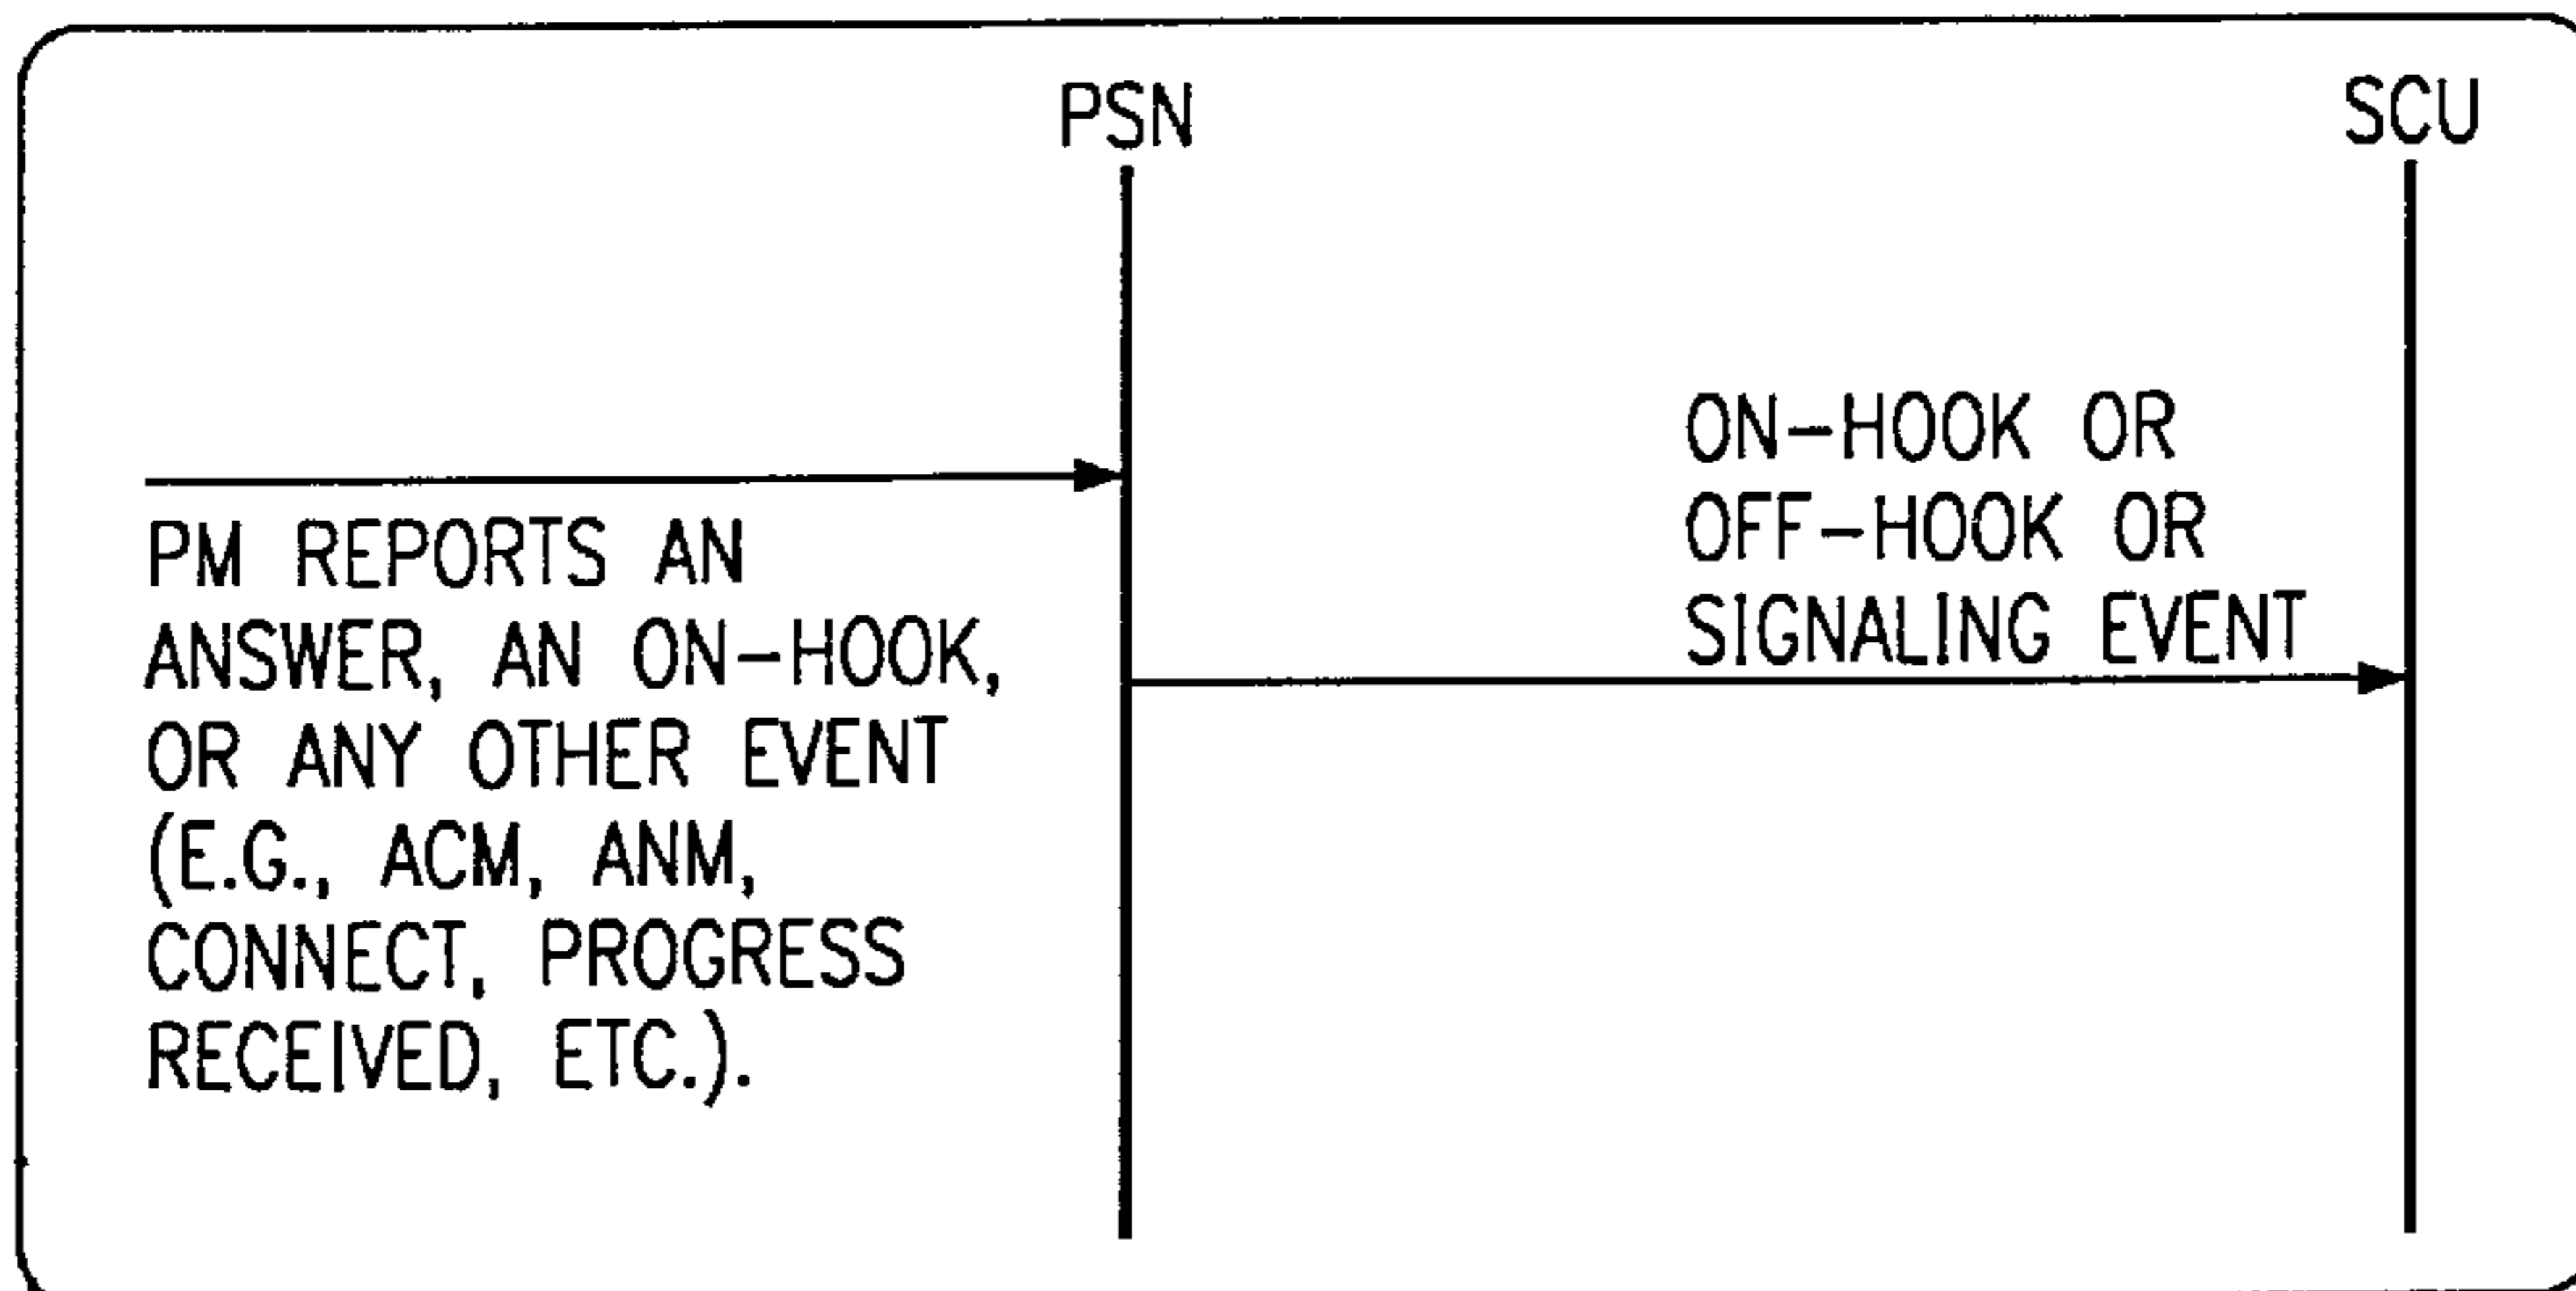 PSN
SCU
ON-HOOK OR
OFF-HOOK OR
SIGNALING EVENT
PM REPORTS AN
ANSWER, AN ON-HOOK,
OR ANY OTHER EVENT
(E.G., ACM, ANM,
CONNECT, PROGRESS
RECEIVED, ETC.).